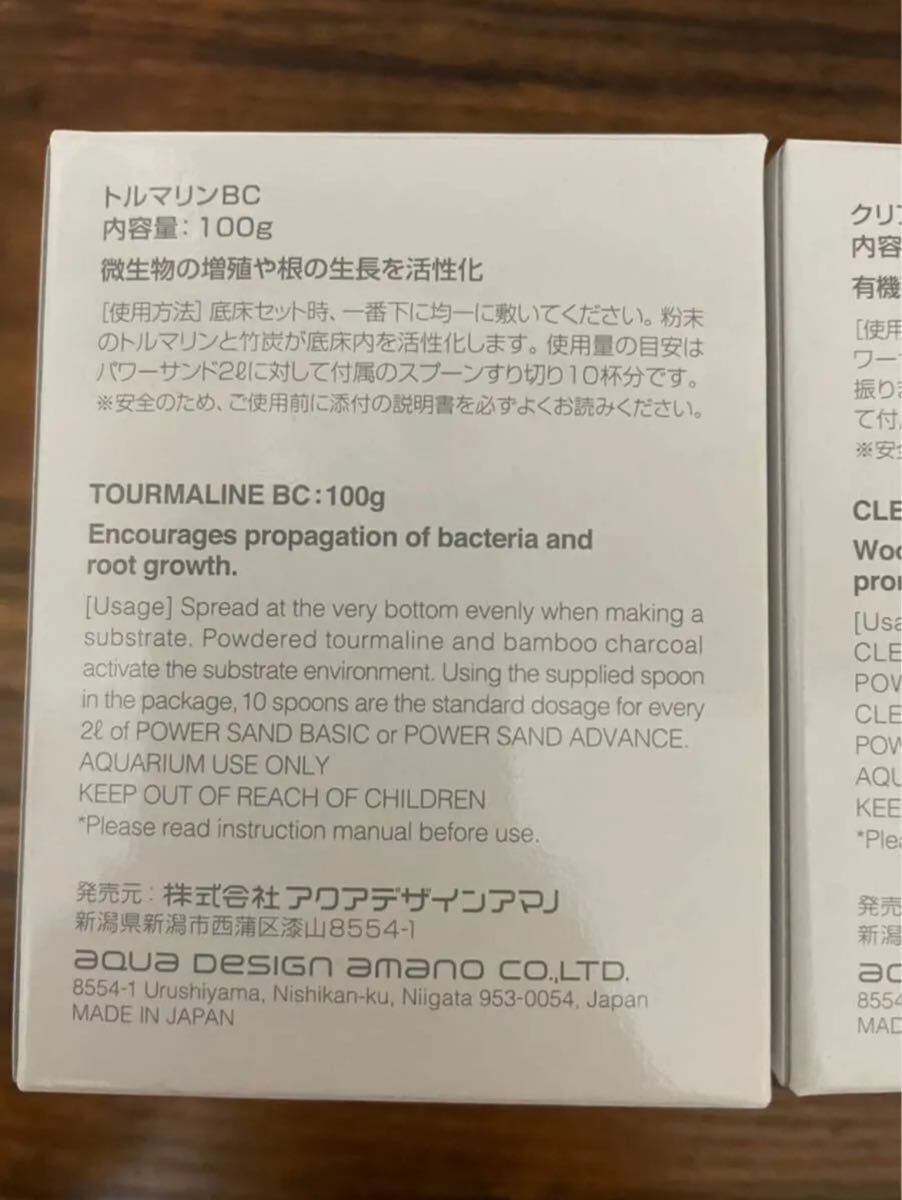 トルマリンBC
内容量：100g
微生物の増殖や根の生長を活性化
［使用方法］底床セット時、一番下に均一に敷いてください。粉末
のトルマリンと竹炭が底床内を活性化します。使用量の目安は
パワーサンド2ℓに対して付属のスプーンすり切り10杯分です。
※安全のため、ご使用前に添付の説明書を必ずよくお読みください。
TOURMALINE BC：100g
Encourages propagation of bacteria and
root growth.
[Usage] Spread at the very bottom evenly when making a
substrate. Powdered tourmaline and bamboo charcoal
activate the substrate environment. Using the supplied spoon
in the package, 10 spoons are the standard dosage for every
2ℓ of POWER SAND BASIC or POWER SAND ADVANCE.
AQUARIUM USE ONLY
KEEP OUT OF REACH OF CHILDREN
*Please read instruction manual before use.
発売元：株式会社 アクアデザインアマノ
新潟県新潟市西蒲区漆山8554-1
aqua design amano CO.,LTD.
8554-1 Urushiyama, Nishikan-ku, Niigata 953-0054, Japan
MADE IN JAPAN
クリ
内容
有機
［使用
ワーサ
振り
て付
※安全
CLE
Woo
pro
[Usa
CLE
POW
CLE
POW
AQU
KEE
*Plea
発売
新潟
aq
8554
MAD